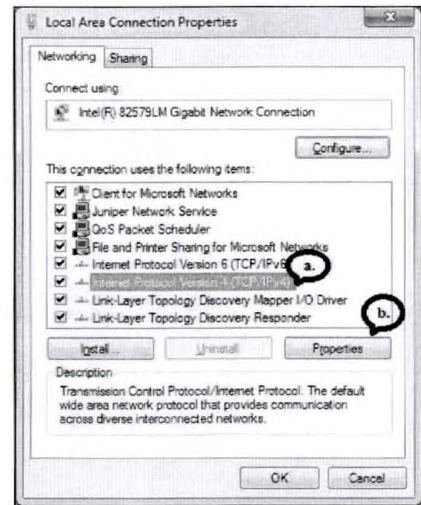 Local Area Connection Properties
Networking Sharing
Connect using:
Intel(R) 82579LM Gigabit Network Connection
Configure...
This connection uses the following items:
Client for Microsoft Networks
Juniper Network Service
QoS Packet Scheduler
File and Printer Sharing for Microsoft Networks
Internet Protocol Version 6 (TCP/IPv6
a.
Internet Protocol Version 4 (TCP/IPv4)
Link-Layer Topology Discovery Mapper I/O Driver
Link-Layer Topology Discovery Responder
b.
Install... Uninstall Properties
Description
Transmission Control Protocol/Internet Protocol. The default
wide area network protocol that provides communication
across diverse interconnected networks.
OK Cancel